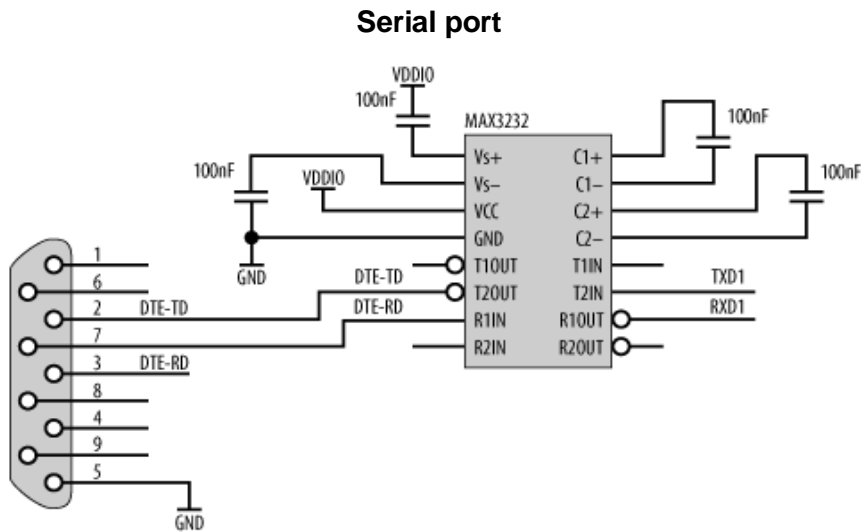 Serial port
VDDIO
100nF
MAX3232
100nF
100nF
Vs+ C1+
100nF
VDDIO
Vs− C1−
VCC C2+
GND C2−
GND
T1OUT T1IN
DTE-TD T2OUT T2IN TXD1
DTE-RD R1IN R1OUT RXD1
R2IN R2OUT
1
6
2 DTE-TD
7
3 DTE-RD
8
4
9
5
GND